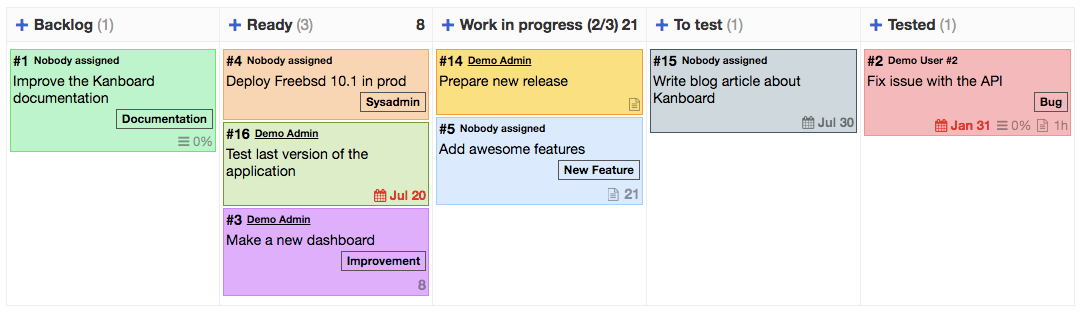 + Backlog (1)
#1 Nobody assigned
Improve the Kanboard
documentation
Documentation
0%
+ Ready (3) 8
#4 Nobody assigned
Deploy Freebsd 10.1 in prod
Sysadmin
#16 Demo Admin
Test last version of the
application
Jul 20
#3 Demo Admin
Make a new dashboard
Improvement
8
+ Work in progress (2/3) 21
#14 Demo Admin
Prepare new release
#5 Nobody assigned
Add awesome features
New Feature
21
+ To test (1)
#15 Nobody assigned
Write blog article about
Kanboard
Jul 30
+ Tested (1)
#2 Demo User #2
Fix issue with the API
Bug
Jan 31 0% 1h